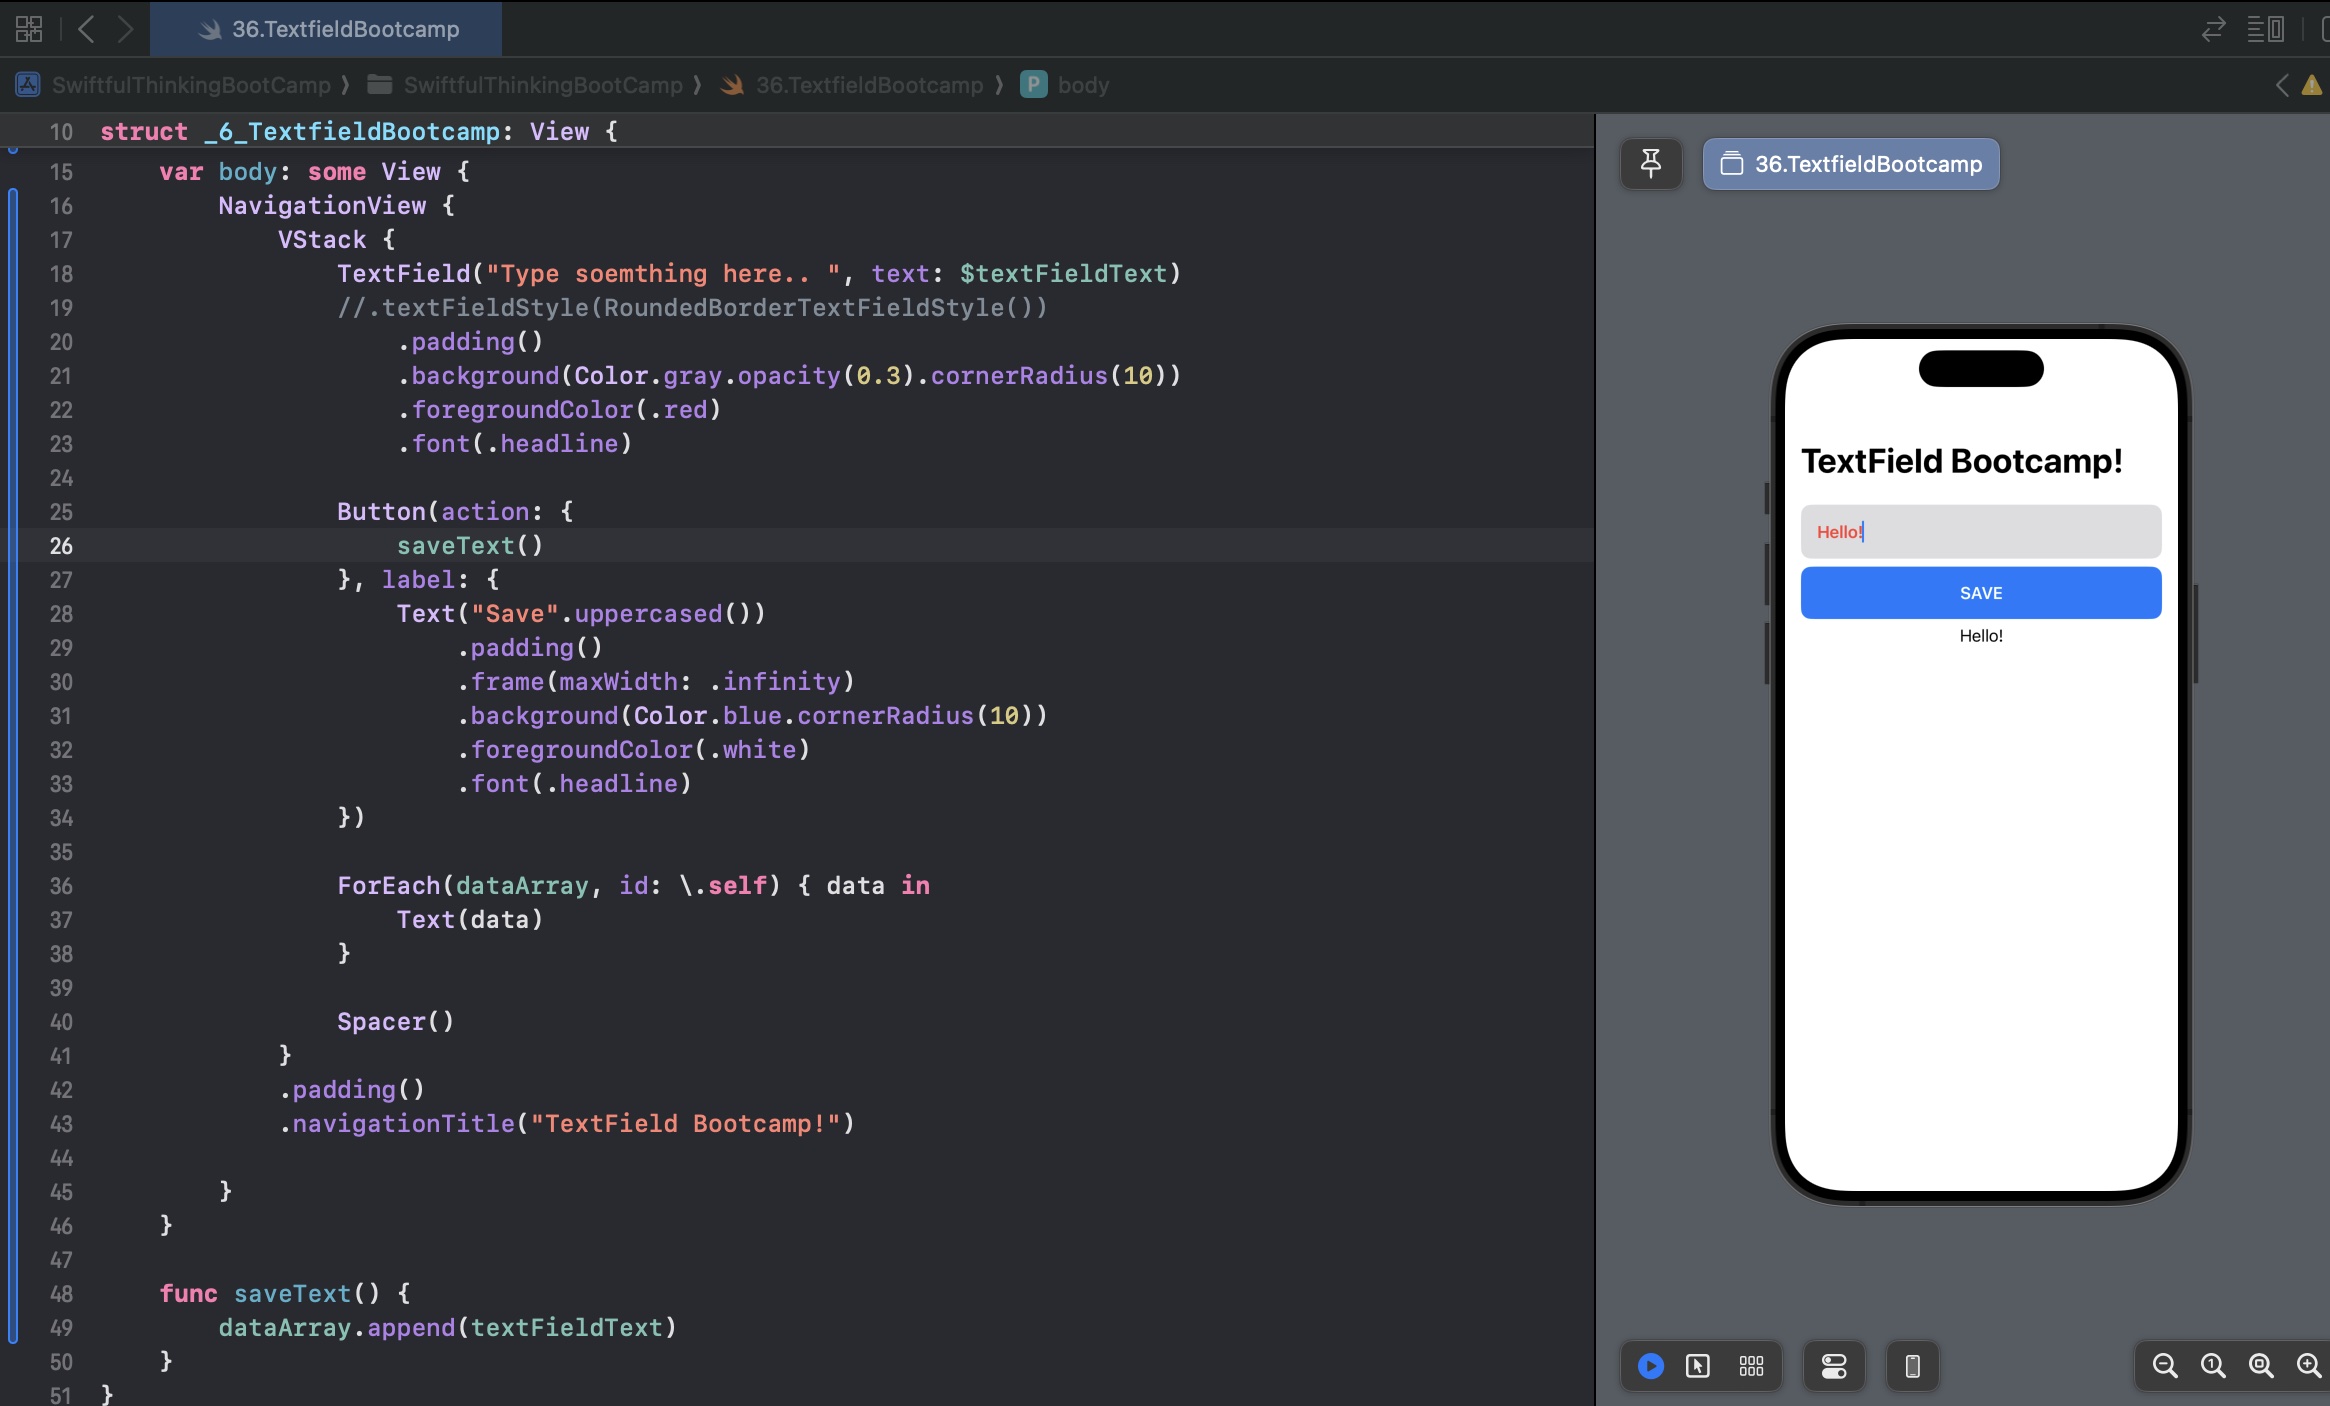 36.TextfieldBootcamp
SwiftfulThinkingBootCamp 〉 SwiftfulThinkingBootCamp 〉 36.TextfieldBootcamp 〉 P body
10 struct _6_TextfieldBootcamp: View {
15 var body: some View {
16 NavigationView {
17 VStack {
18 TextField("Type soemthing here.. ", text: $textFieldText)
19 //.textFieldStyle(RoundedBorderTextFieldStyle())
20 .padding()
21 .background(Color.gray.opacity(0.3).cornerRadius(10))
22 .foregroundColor(.red)
23 .font(.headline)
24
25 Button(action: {
26 saveText()
27 }, label: {
28 Text("Save".uppercased())
29 .padding()
30 .frame(maxWidth: .infinity)
31 .background(Color.blue.cornerRadius(10))
32 .foregroundColor(.white)
33 .font(.headline)
34 })
35
36 ForEach(dataArray, id: \.self) { data in
37 Text(data)
38 }
39
40 Spacer()
41 }
42 .padding()
43 .navigationTitle("TextField Bootcamp!")
44
45 }
46 }
47
48 func saveText() {
49 dataArray.append(textFieldText)
50 }
51 }
36.TextfieldBootcamp
TextField Bootcamp!
Hello!
SAVE
Hello!